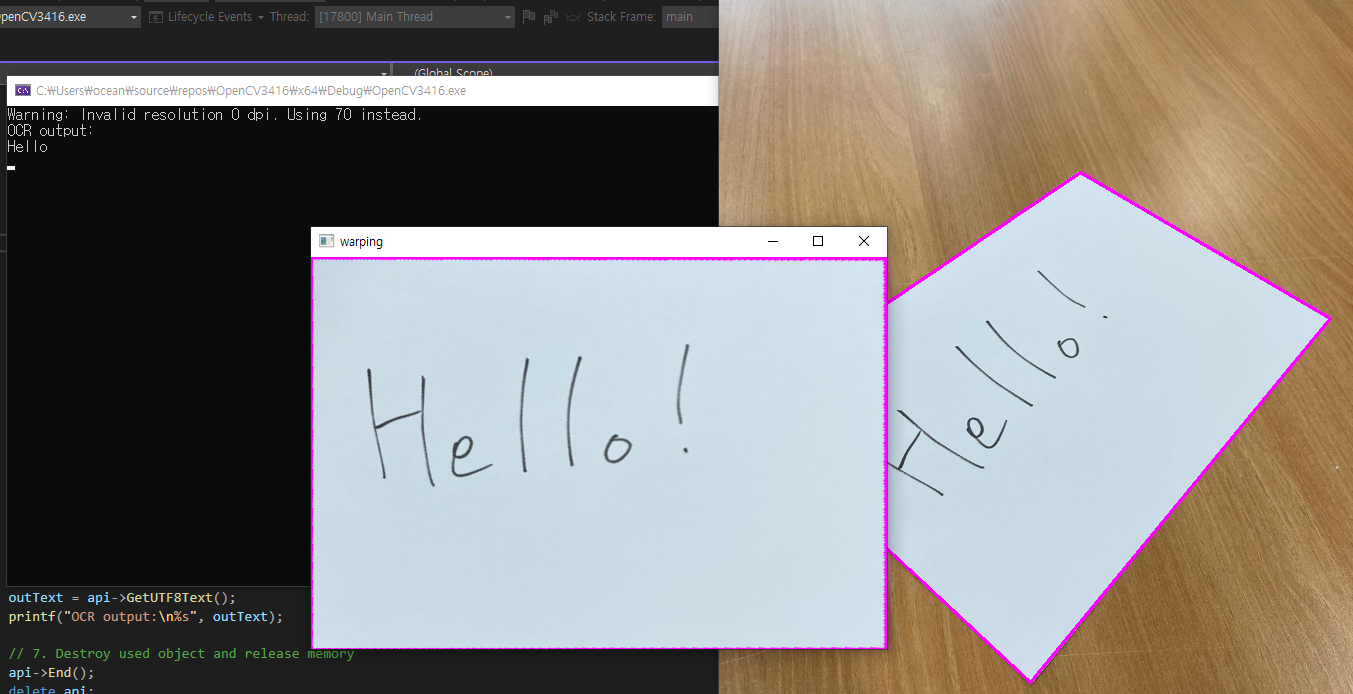 penCV3416.exe Lifecycle Events Thread: [17800] Main Thread Stack Frame: main
(Global Scope)
C:₩Users₩ocean₩source₩repos₩OpenCV3416₩x64₩Debug₩OpenCV3416.exe
Warning: Invalid resolution 0 dpi. Using 70 instead.
OCR output:
Hello
warping
Hello!
Hello!
outText = api->GetUTF8Text();
printf("OCR output:\n%s", outText);
// 7. Destroy used object and release memory
api->End();
delete api;